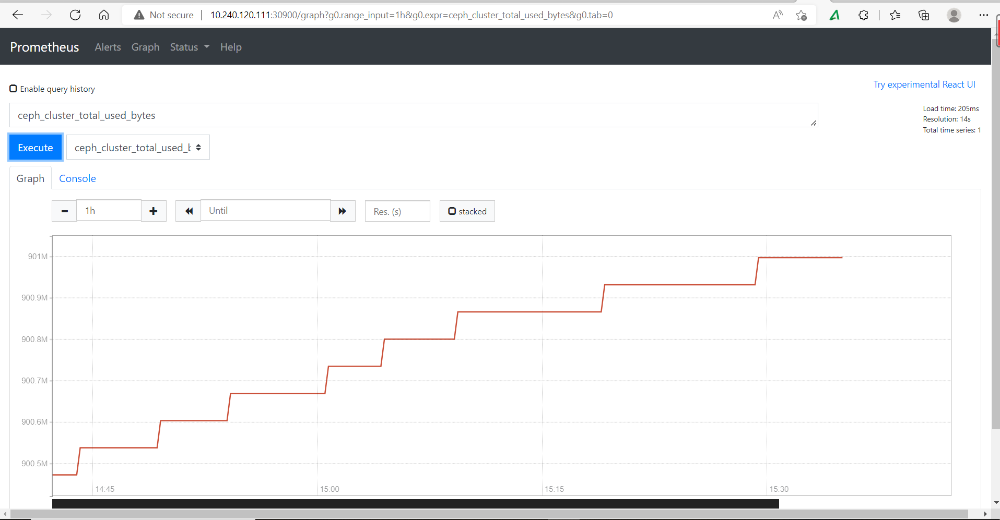 Not secure 10.240.120.111:30900/graph?g0.range_input=1h&g0.expr=ceph_cluster_total_used_bytes&g0.tab=0
Prometheus Alerts Graph Status Help
Try experimental React UI
Enable query history
ceph_cluster_total_used_bytes
Load time: 205ms
Resolution: 14s
Total time series: 1
Execute ceph_cluster_total_used_b
Graph Console
1h Until Res. (s) stacked
901M
900.9M
900.8M
900.7M
900.6M
900.5M
14:45 15:00 15:15 15:30